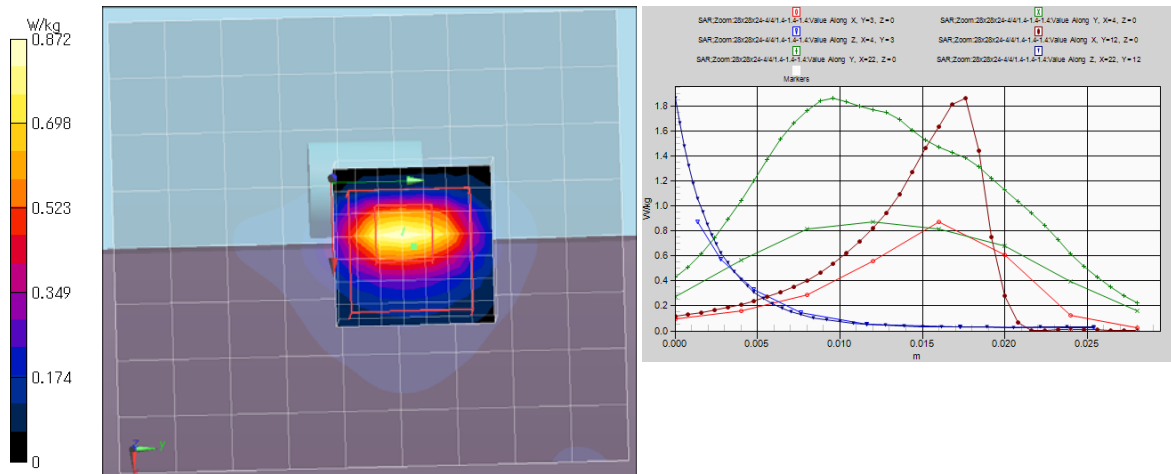 W/kg
0.872
0.698
0.523
0.349
0.174
0
z
y
SAR;Zoom:28x28x24-4/4/1.4-1.4-1.4:Value Along X, Y=3, Z=0
SAR;Zoom:28x28x24-4/4/1.4-1.4-1.4:Value Along Y, X=4, Z=0
SAR;Zoom:28x28x24-4/4/1.4-1.4-1.4:Value Along Z, X=4, Y=3
SAR;Zoom:28x28x24-4/4/1.4-1.4-1.4:Value Along X, Y=12, Z=0
SAR;Zoom:28x28x24-4/4/1.4-1.4-1.4:Value Along Y, X=22, Z=0
SAR;Zoom:28x28x24-4/4/1.4-1.4-1.4:Value Along Z, X=22, Y=12
Markers
1.8
1.6
1.4
1.2
1.0
0.8
0.6
0.4
0.2
0.0
W/kg
0.000
0.005
0.010
0.015
0.020
0.025
m